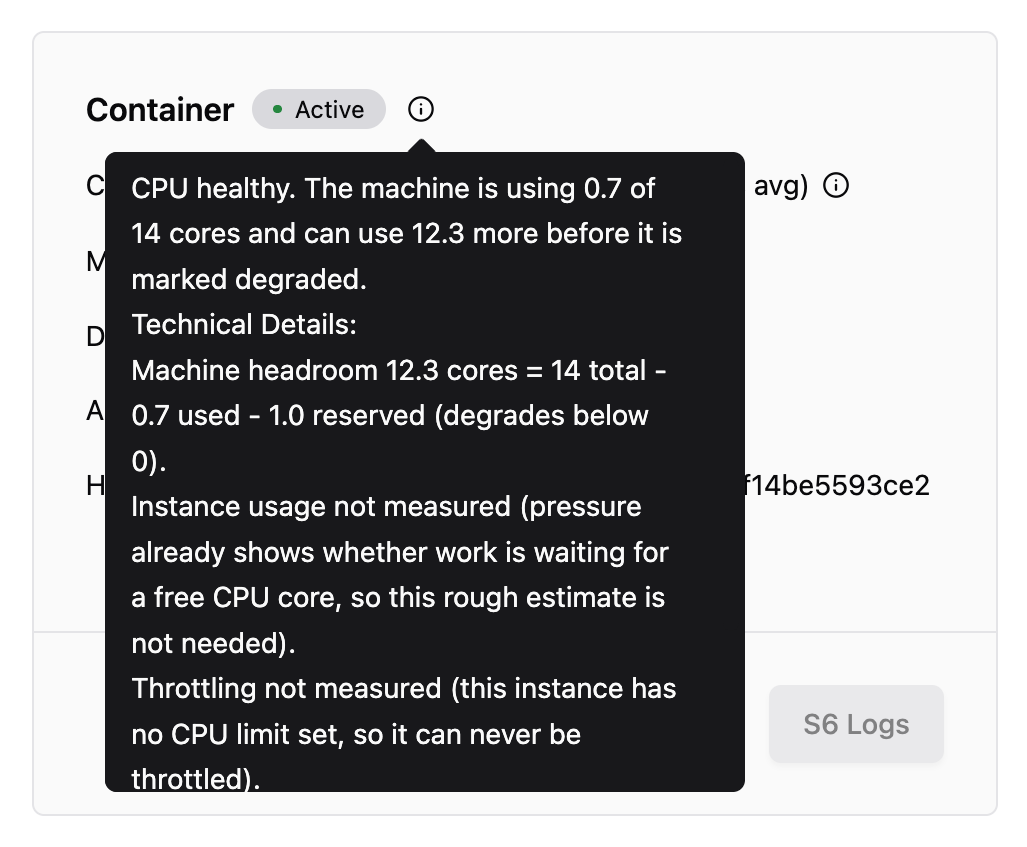 Container
Active
C
avg)
CPU healthy. The machine is using 0.7 of
14 cores and can use 12.3 more before it is
marked degraded.
Technical Details:
Machine headroom 12.3 cores = 14 total -
0.7 used - 1.0 reserved (degrades below
0).
Instance usage not measured (pressure
already shows whether work is waiting for
a free CPU core, so this rough estimate is
not needed).
Throttling not measured (this instance has
no CPU limit set, so it can never be
throttled).
M
D
A
H
f14be5593ce2
S6 Logs